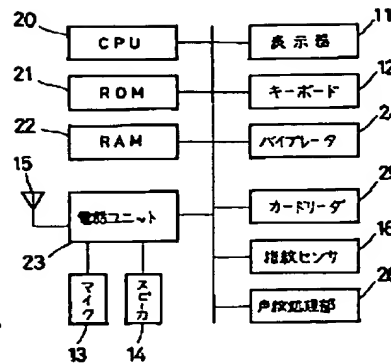 20
CPU
11
表示器
21
ROM
12
キーボード
22
RAM
24
バイブレータ
15
電話ユニット
23
25
カードリーダ
16
指紋センサ
マイク
13
スピーカ
14
26
声紋処理部